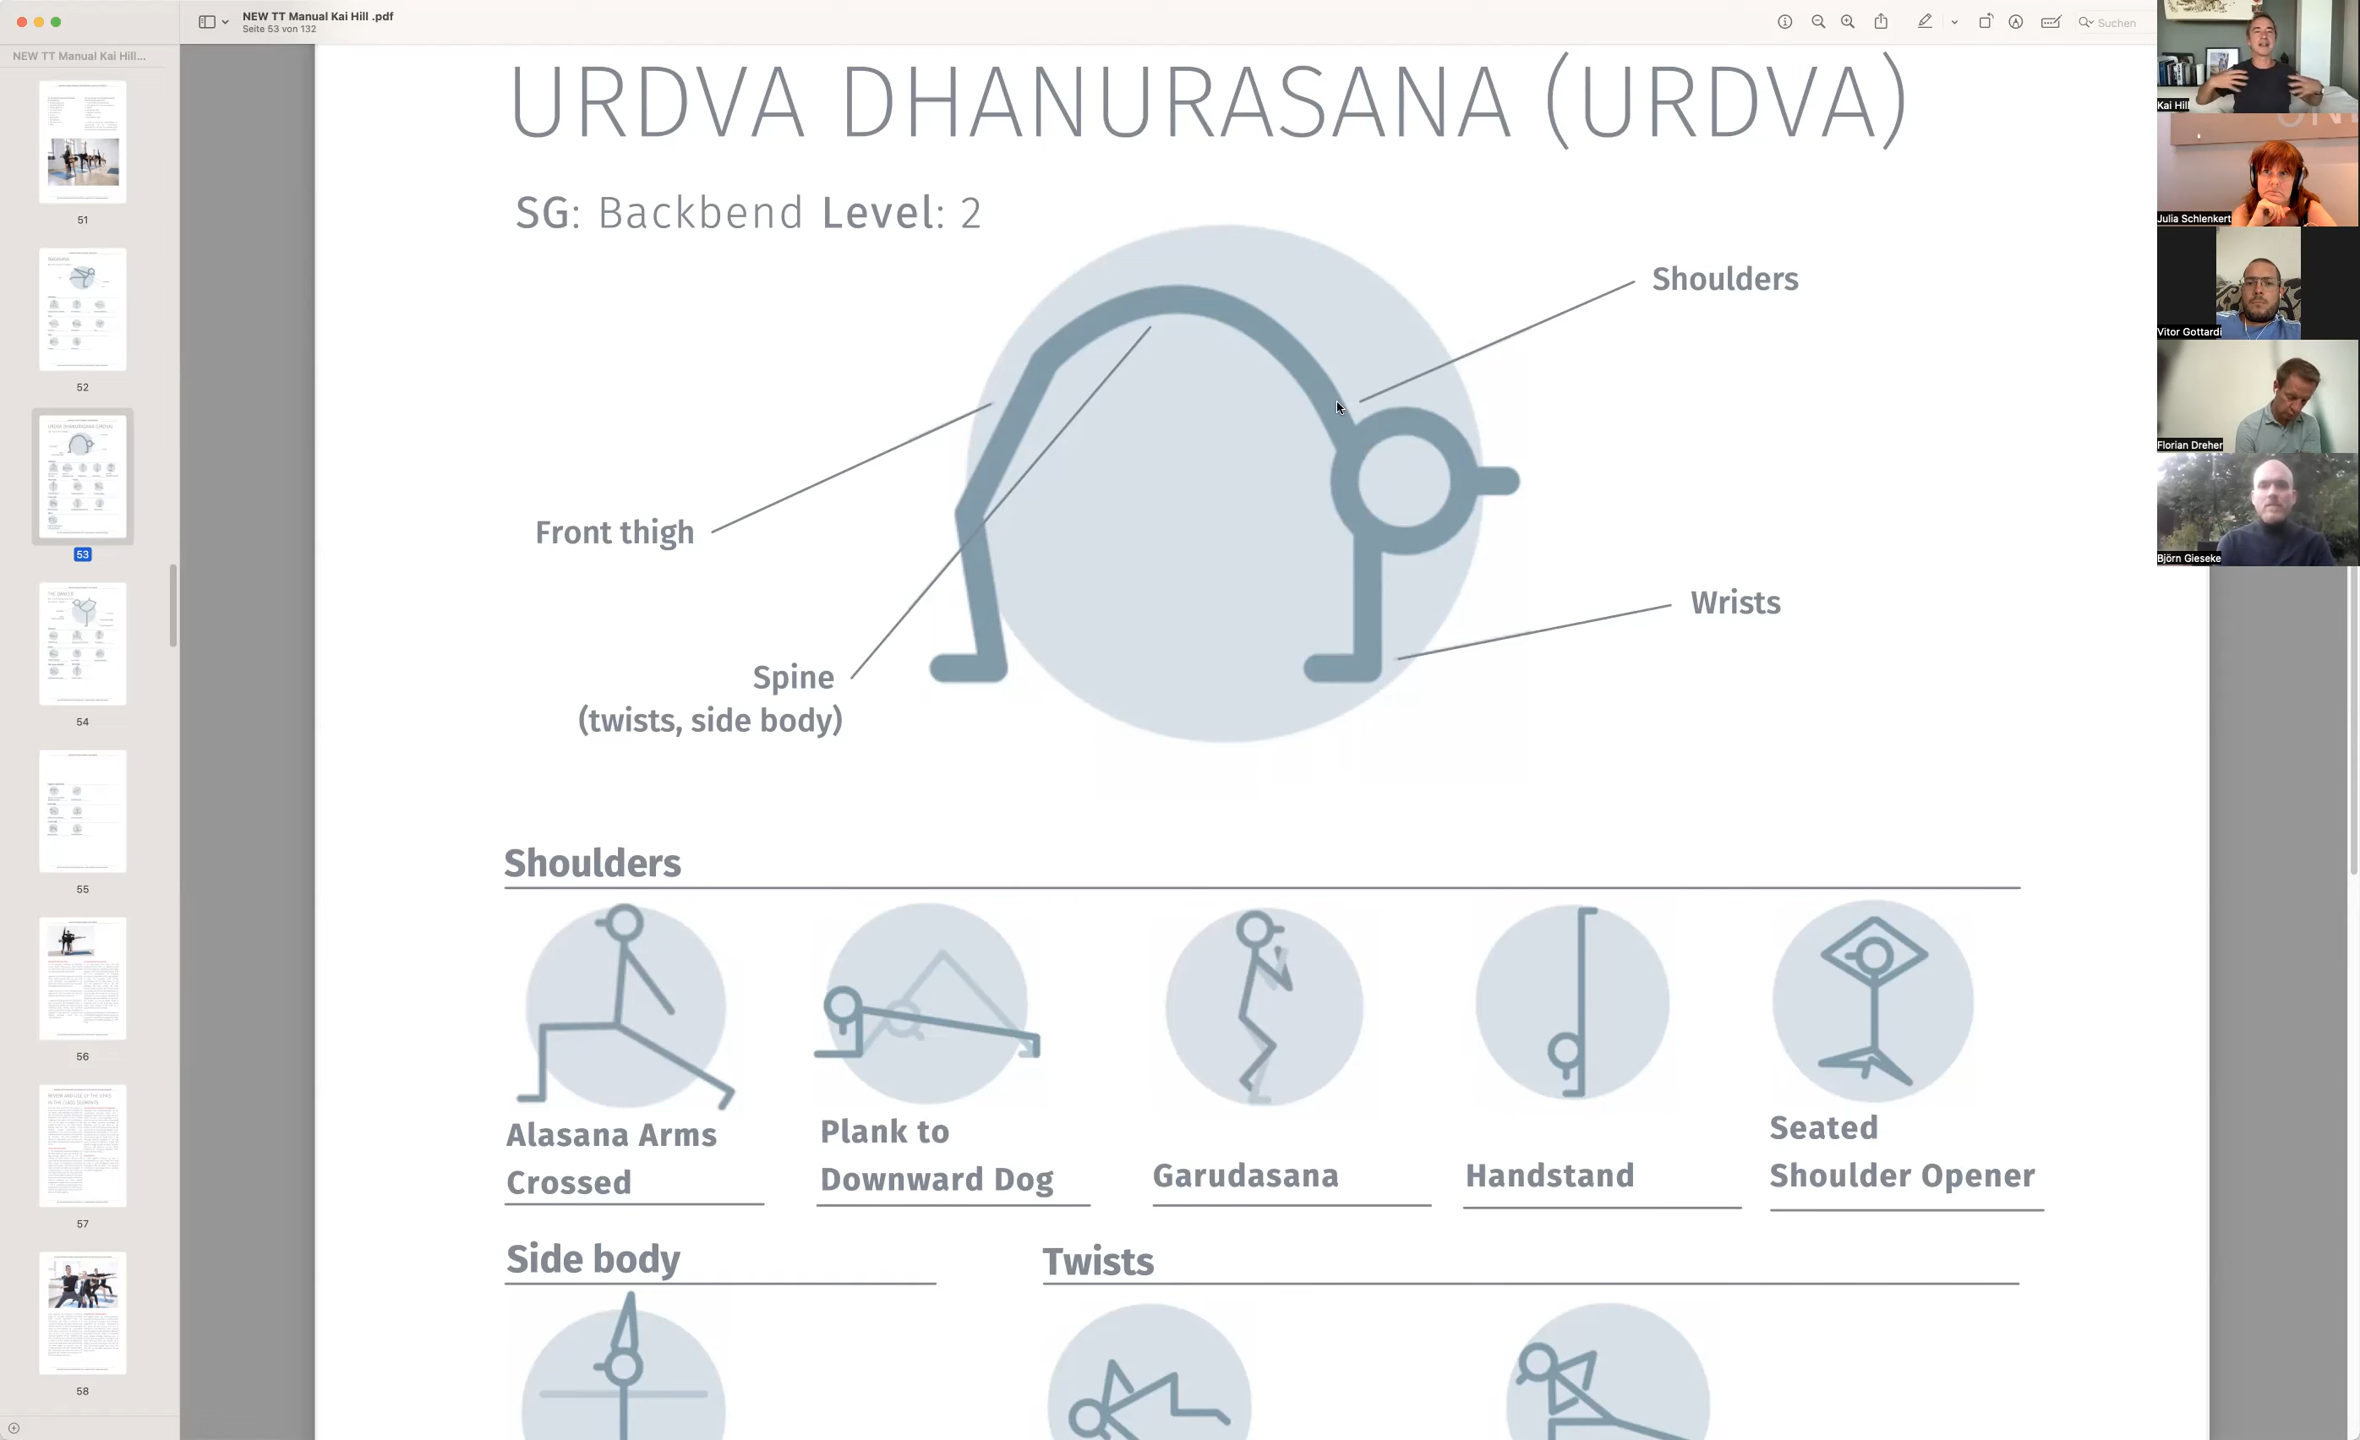 NEW TT Manual Kai Hill .pdf
Seite 53 von 132
Suchen
NEW TT Manual Kai Hill...
51
52
53
54
55
56
57
58
URDVA DHANURASANA (URDVA)
SG: Backbend Level: 2
Shoulders
Front thigh
Wrists
Spine
(twists, side body)
Shoulders
Alasana Arms
Crossed
Plank to
Downward Dog
Garudasana
Handstand
Seated
Shoulder Opener
Side body
Twists
Kai Hill
Julia Schlenkert
Vitor Gottardi
Florian Dreher
Björn Gieseke